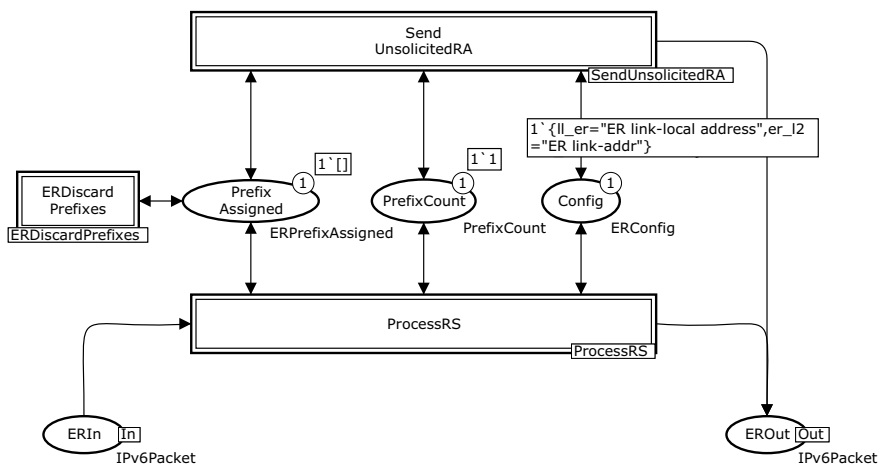 Send
UnsolicitedRA
SendUnsolicitedRA
1`{ll_er="ER link-local address",er_l2
="ER link-addr"}
1`[]
1`1
1
1
1
ERDiscard
Prefixes
ERDiscardPrefixes
Prefix
Assigned
ERPrefixAssigned
PrefixCount
PrefixCount
Config
ERConfig
ProcessRS
ProcessRS
ERIn
In
IPv6Packet
EROut
Out
IPv6Packet